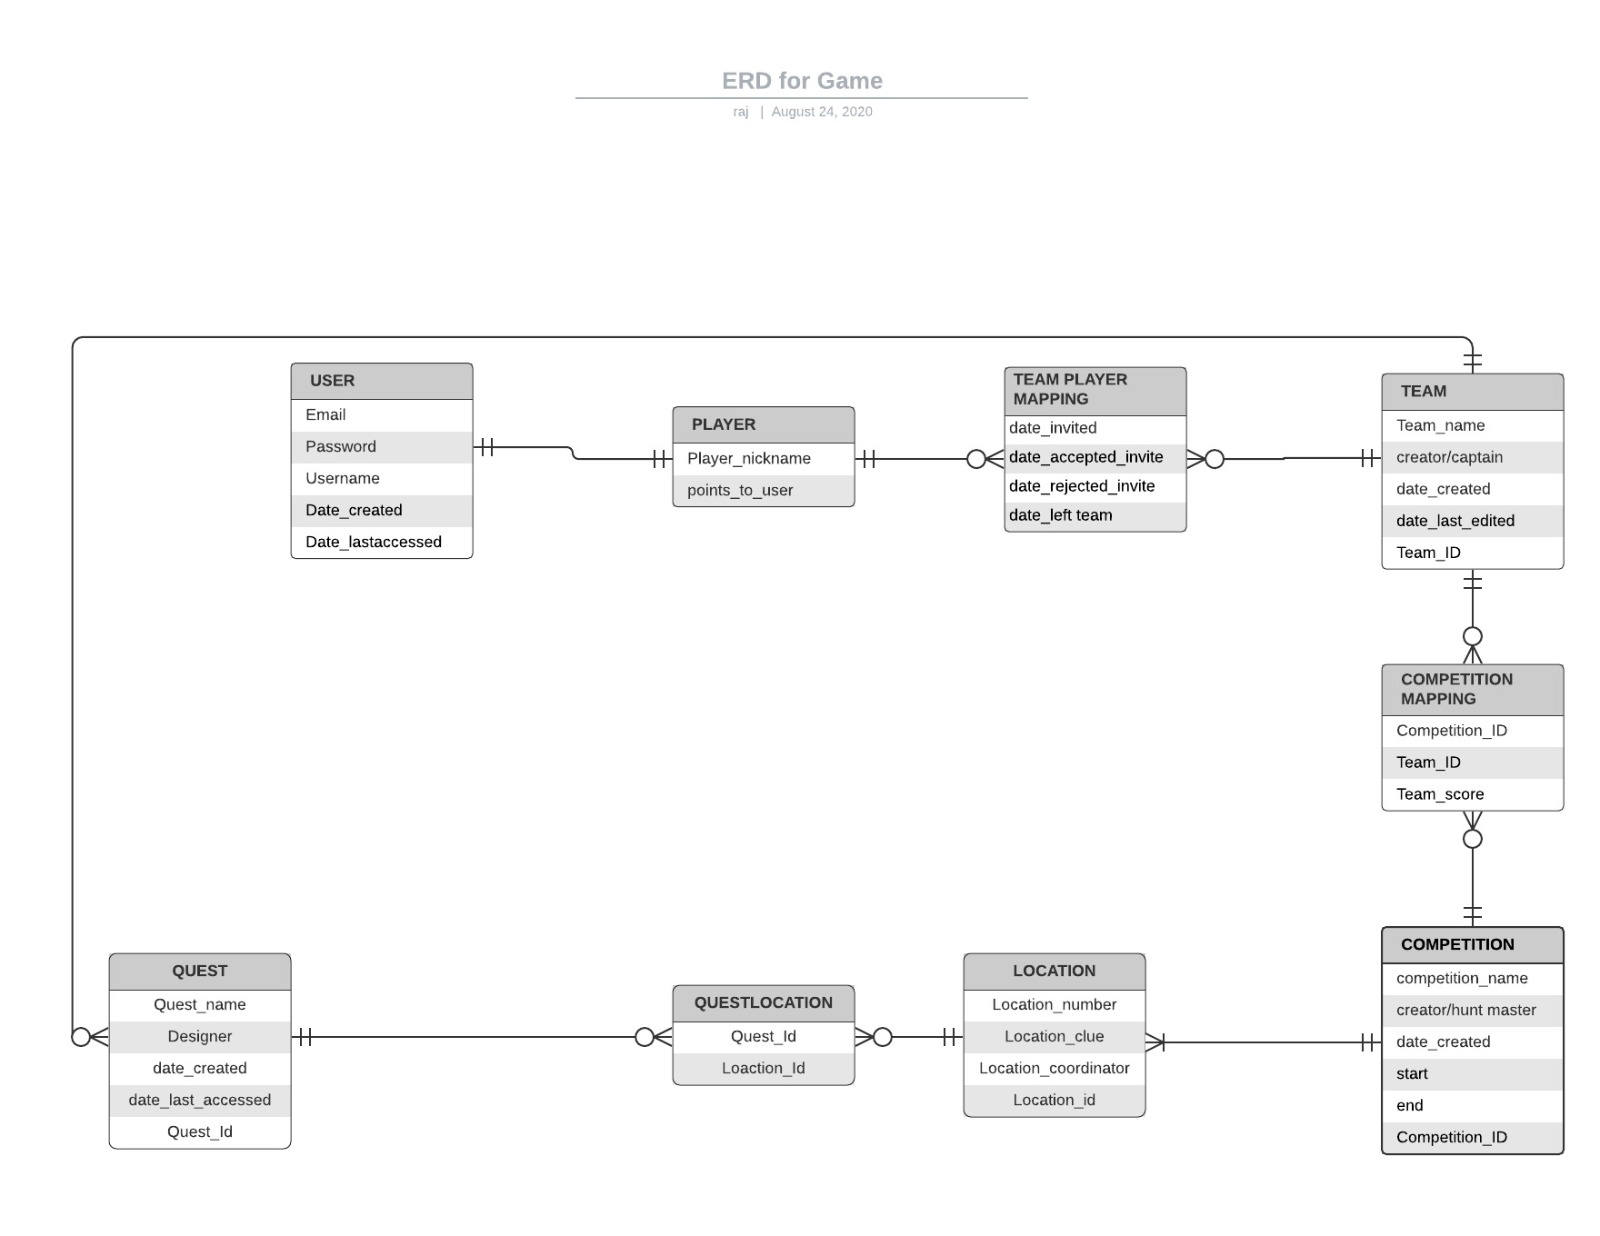 ERD for Game
raj | August 24, 2020
USER
Email
Password
Username
Date_created
Date_lastaccessed
PLAYER
Player_nickname
points_to_user
TEAM PLAYER
MAPPING
date_invited
date_accepted_invite
date_rejected_invite
date_left team
TEAM
Team_name
creator/captain
date_created
date_last_edited
Team_ID
COMPETITION
MAPPING
Competition_ID
Team_ID
Team_score
QUEST
Quest_name
Designer
date_created
date_last_accessed
Quest_Id
QUESTLOCATION
Quest_Id
Loaction_Id
LOCATION
Location_number
Location_clue
Location_coordinator
Location_id
COMPETITION
competition_name
creator/hunt master
date_created
start
end
Competition_ID